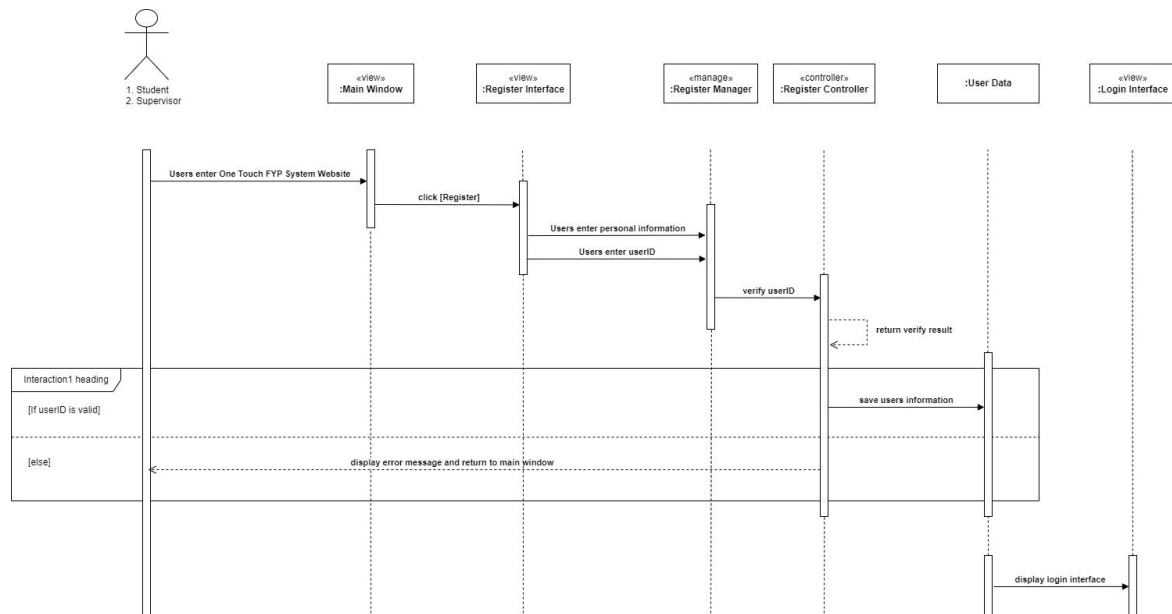 1. Student
2. Supervisor
«view»
:Main Window
«view»
:Register Interface
«manage»
:Register Manager
«controller»
:Register Controller
:User Data
«view»
:Login Interface
Users enter One Touch FYP System Website
click [Register]
Users enter personal information
Users enter userID
verify userID
return verify result
Interaction1 heading
[If userID is valid]
save users information
[else]
display error message and return to main window
display login interface